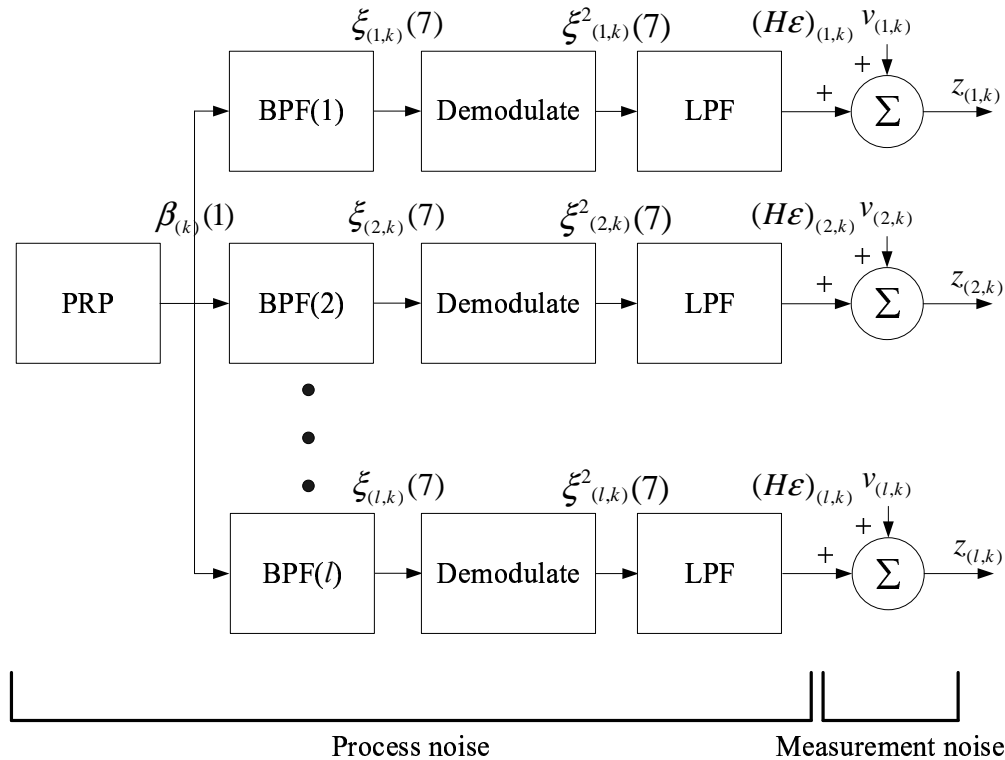 ξ(1,k)(7) ξ²(1,k)(7) (Hε)(1,k) v(1,k)
BPF(1) Demodulate LPF + + Σ z(1,k)
β(k)(1) ξ(2,k)(7) ξ²(2,k)(7) (Hε)(2,k) v(2,k)
PRP BPF(2) Demodulate LPF + + Σ z(2,k)
ξ(l,k)(7) ξ²(l,k)(7) (Hε)(l,k) v(l,k)
BPF(l) Demodulate LPF + + Σ z(l,k)
Process noise Measurement noise